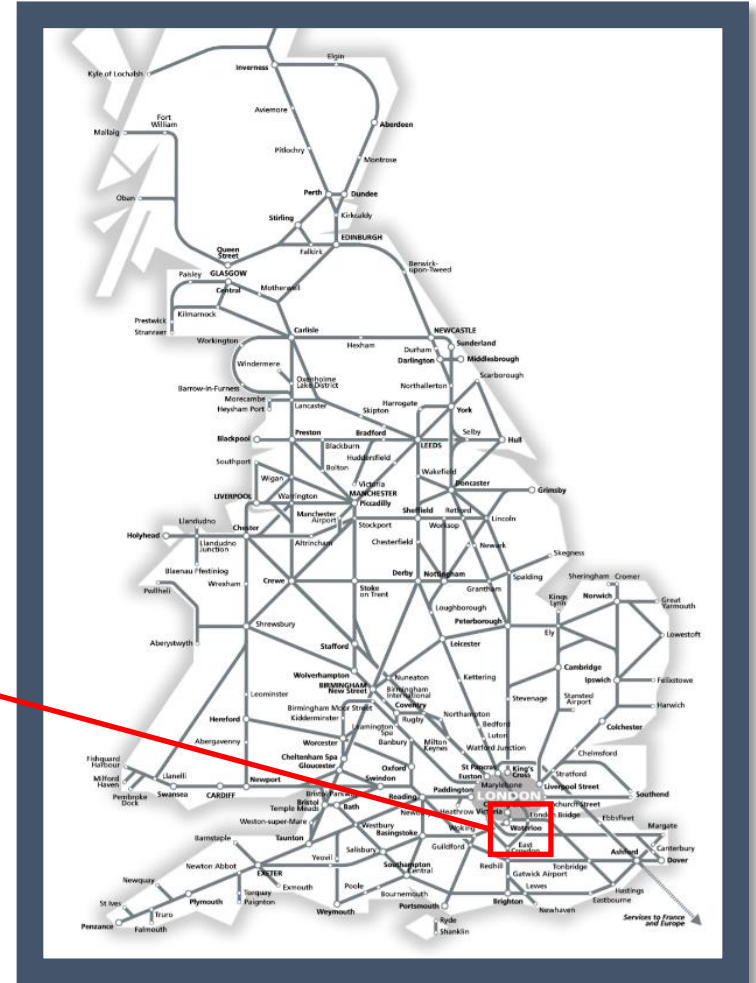 Elgin
Inverness
Kyle of Lochalsh
Aviemore
Fort
William
Aberdeen
Mallaig
Pitlochry
Montrose
Oban
Perth
Dundee
Stirling
Kirkcaldy
EDINBURGH
Queen
Street
Falkirk
Berwick-
upon-Tweed
Paisley
GLASGOW
Central
Motherwell
Prestwick
Kilmarnock
Stranraer
Carlisle
NEWCASTLE
Workington
Hexham
Sunderland
Durham
Darlington
Middlesbrough
Windermere
Scarborough
Oxenholme
Lake District
Northallerton
Barrow-in-Furness
Morecambe
Heysham Port
Lancaster
Harrogate
York
Skipton
Blackpool
Preston
Bradford
Selby
Hull
Blackburn
LEEDS
Southport
Huddersfield
Bolton
Wakefield
Wigan
Victoria
Doncaster
Grimsby
LIVERPOOL
Warrington
MANCHESTER
Piccadilly
Llandudno
Manchester
Airport
Sheffield
Retford
Lincoln
Holyhead
Chester
Stockport
Worksop
Llandudno
Junction
Altrincham
Chesterfield
Newark
Skegness
Blaenau Ffestiniog
Derby
Nottingham
Sheringham
Cromer
Pwllheli
Wrexham
Crewe
Stoke
on Trent
Grantham
Spalding
Kings
Lynn
Norwich
Great
Yarmouth
Loughborough
Shrewsbury
Peterborough
Aberystwyth
Stafford
Leicester
Ely
Lowestoft
Wolverhampton
Nuneaton
Kettering
Cambridge
BIRMINGHAM
New Street
Birmingham
International
Ipswich
Felixstowe
Leominster
Coventry
Stevenage
Stansted
Airport
Birmingham Moor Street
Northampton
Harwich
Hereford
Kidderminster
Rugby
Leamington
Spa
Bedford
Colchester
Abergavenny
Worcester
Banbury
Milton
Keynes
Luton
Watford Junction
Chelmsford
Fishguard
Harbour
Cheltenham Spa
Gloucester
Oxford
St Pancras
King's
Cross
Milford
Haven
Llanelli
Swindon
Euston
Stratford
Newport
Marylebone
Liverpool Street
Pembroke
Dock
Swansea
CARDIFF
Bristol Parkway
Reading
Paddington
LONDON
Southend
Bristol
Temple Meads
Bath
Heathrow
Victoria
Fenchurch Street
London Bridge
Ebbsfleet
Weston-super-Mare
Westbury
Basingstoke
Woking
Waterloo
Margate
Barnstaple
Taunton
Salisbury
Guildford
East
Croydon
Canterbury
Yeovil
Ashford
Dover
Newton Abbot
EXETER
Southampton
Central
Redhill
Tonbridge
Newquay
Exmouth
Gatwick Airport
Poole
Lewes
Hastings
St Ives
Torquay
Paignton
Bournemouth
Eastbourne
Plymouth
Portsmouth
Brighton
Newhaven
Truro
Weymouth
Penzance
Falmouth
Ryde
Shanklin
Services to France
and Europe